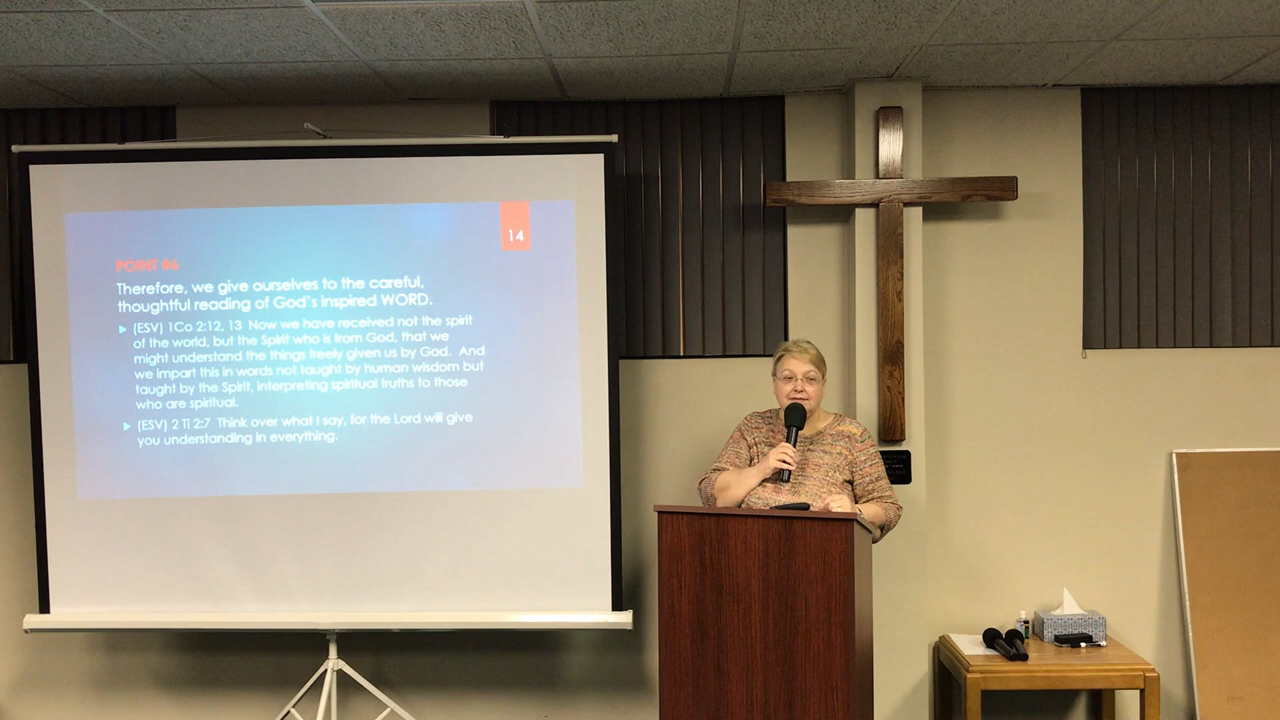 14
POINT #6
Therefore, we give ourselves to the careful,
thoughtful reading of God's inspired WORD.
(ESV) 1Co 2:12, 13 Now we have received not the spirit
of the world, but the Spirit who is from God, that we
might understand the things freely given us by God. And
we impart this in words not taught by human wisdom but
taught by the Spirit, interpreting spiritual truths to those
who are spiritual.
(ESV) 2 Ti 2:7 Think over what I say, for the Lord will give
you understanding in everything.